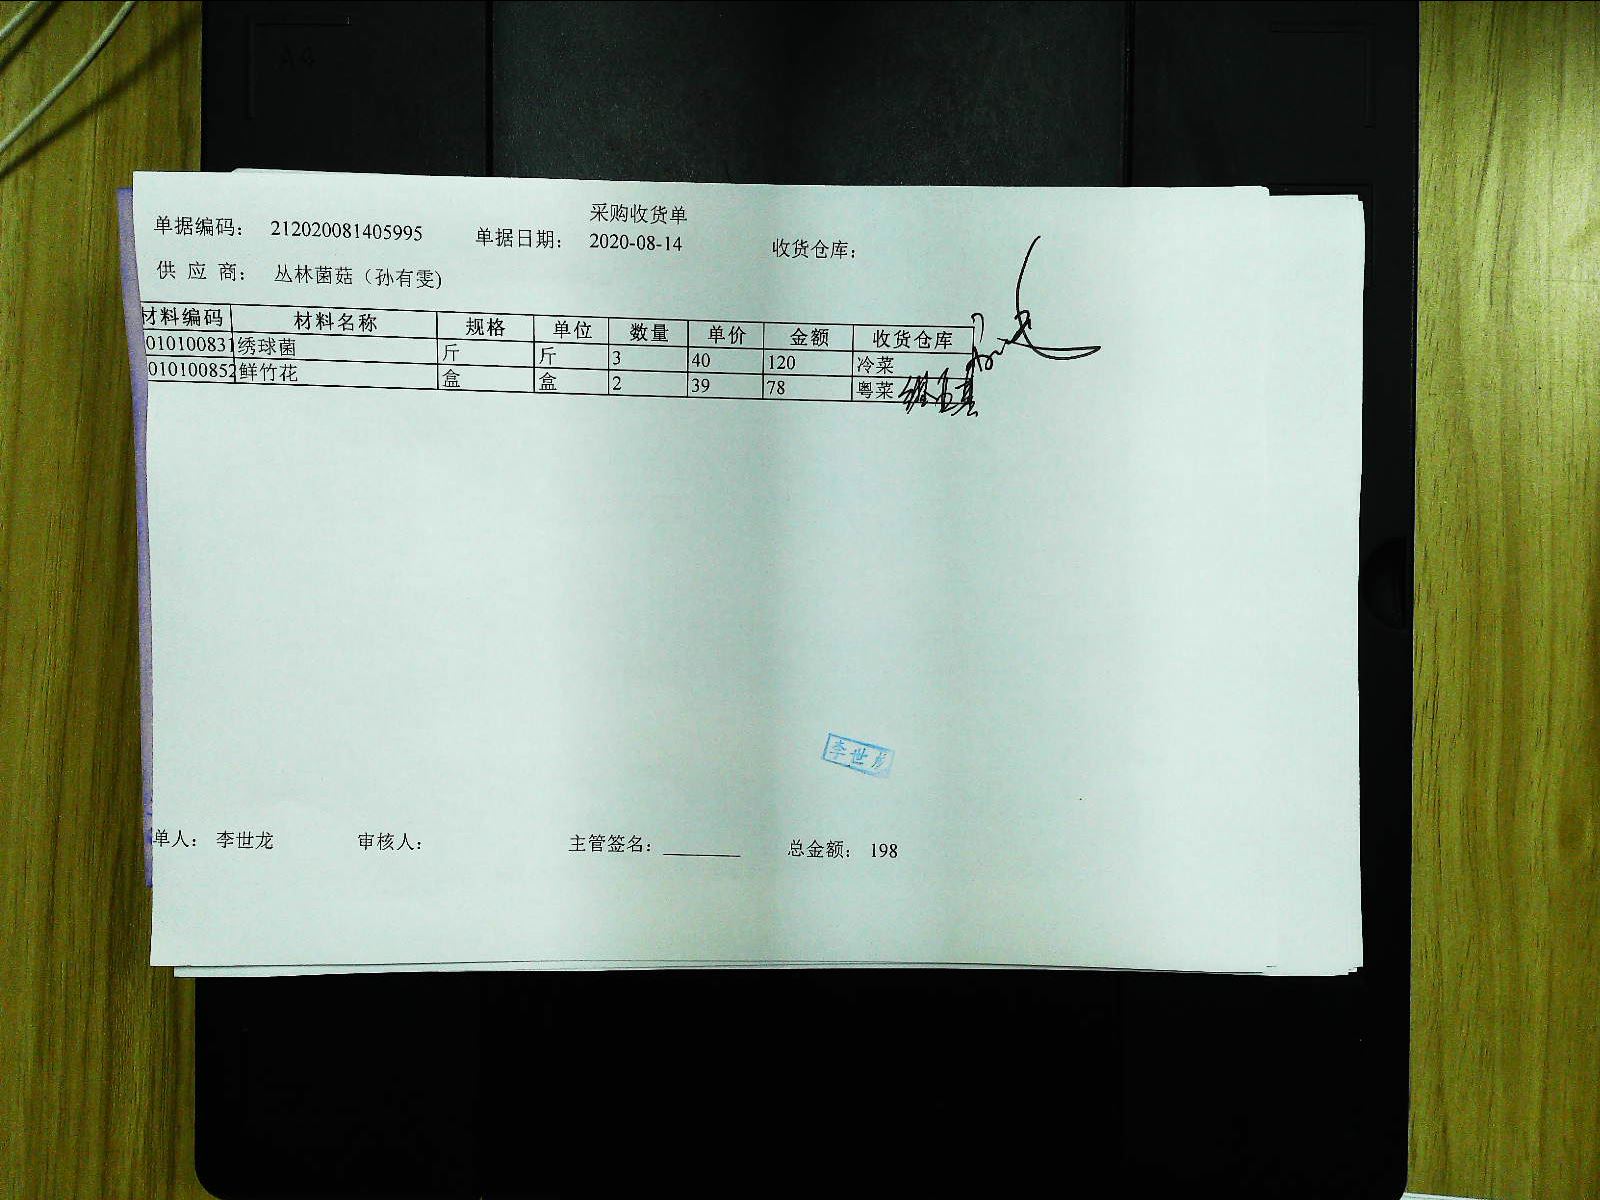 采购收货单
单据编码： 212020081405995 单据日期： 2020-08-14 收货仓库：
供 应 商： 丛林菌菇（孙有雯)
材料编码 材料名称 规格 单位 数量 单价 金额 收货仓库
010100831 绣球菌 斤 斤 3 40 120 冷菜
010100852 鲜竹花 盒 盒 2 39 78 粤菜
李世
单人： 李世龙 审核人： 主管签名： 总金额： 198